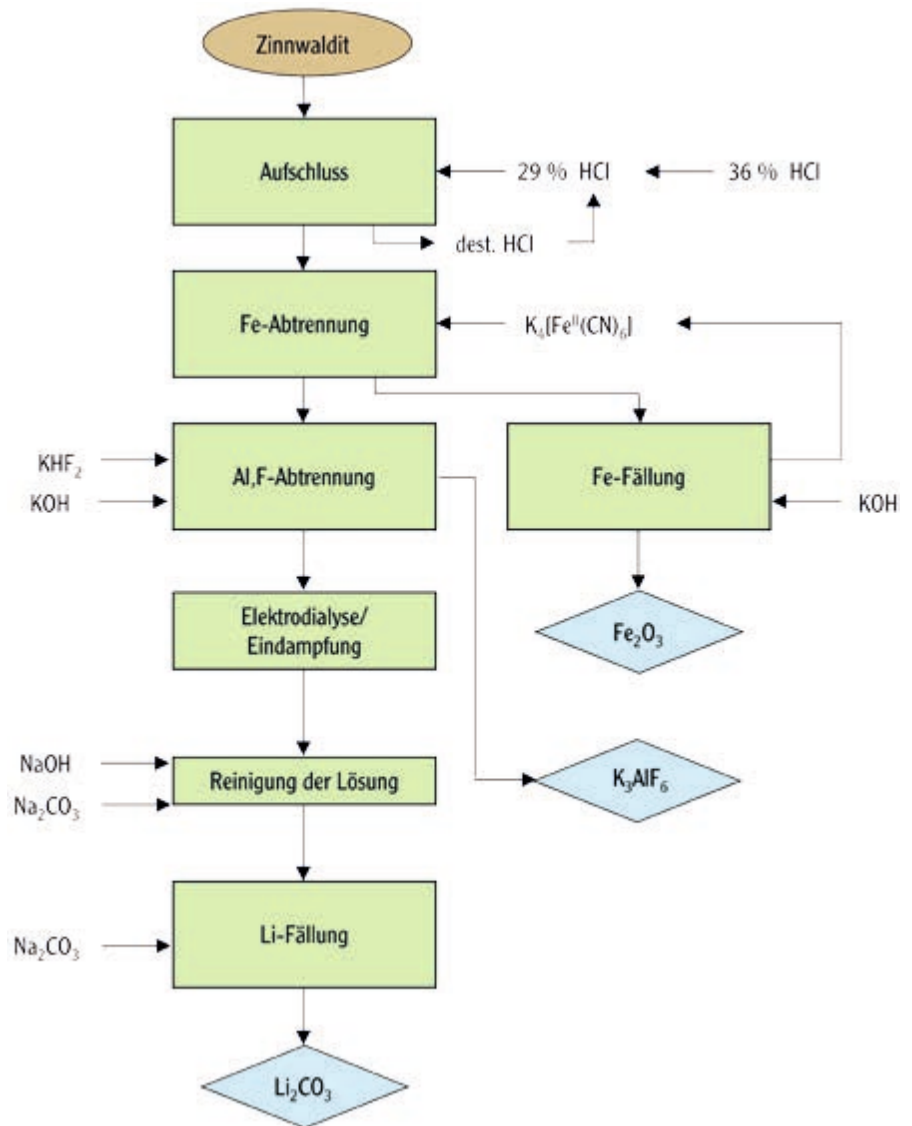 Zinnwaldit
Aufschluss
29 % HCl
36 % HCl
dest. HCl
Fe-Abtrennung
K₄[Feᴵᴵ(CN)₆]
KHF₂
KOH
Al,F-Abtrennung
Fe-Fällung
KOH
Elektrodialyse/
Eindampfung
Fe₂O₃
NaOH
Na₂CO₃
Reinigung der Lösung
K₃AlF₆
Na₂CO₃
Li-Fällung
Li₂CO₃